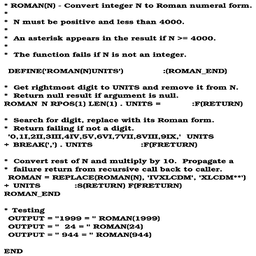 * ROMAN(N) - Convert integer N to Roman numeral form.
*
* N must be positive and less than 4000.
*
* An asterisk appears in the result if N >= 4000.
*
* The function fails if N is not an integer.
DEFINE('ROMAN(N)UNITS') :(ROMAN_END)
* Get rightmost digit to UNITS and remove it from N.
* Return null result if argument is null.
ROMAN N RPOS(1) LEN(1) . UNITS = :F(RETURN)
* Search for digit, replace with its Roman form.
* Return failing if not a digit.
'0,1I,2II,3III,4IV,5V,6VI,7VII,8VIII,9IX,' UNITS
+ BREAK(',') . UNITS :F(FRETURN)
* Convert rest of N and multiply by 10. Propagate a
* failure return from recursive call back to caller.
ROMAN = REPLACE(ROMAN(N), 'IVXLCDM', 'XLCDM**')
+ UNITS :S(RETURN) F(FRETURN)
ROMAN_END
* Testing
OUTPUT = "1999 = " ROMAN(1999)
OUTPUT = " 24 = " ROMAN(24)
OUTPUT = " 944 = " ROMAN(944)
END